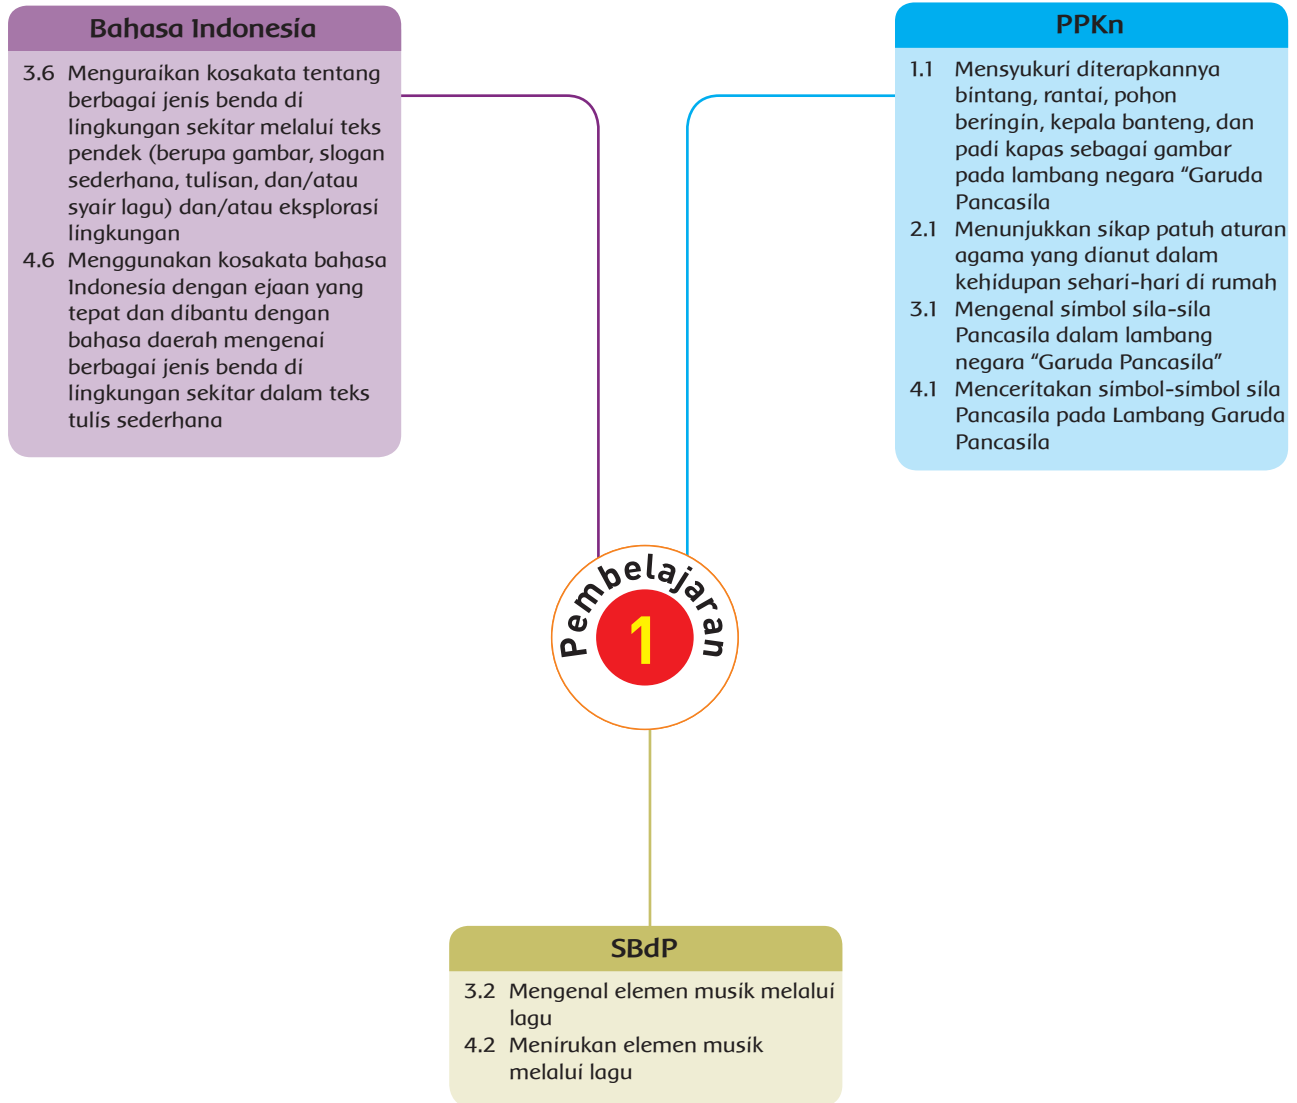 Bahasa Indonesia
3.6 Menguraikan kosakata tentang
berbagai jenis benda di
lingkungan sekitar melalui teks
pendek (berupa gambar, slogan
sederhana, tulisan, dan/atau
syair lagu) dan/atau eksplorasi
lingkungan
4.6 Menggunakan kosakata bahasa
Indonesia dengan ejaan yang
tepat dan dibantu dengan
bahasa daerah mengenai
berbagai jenis benda di
lingkungan sekitar dalam teks
tulis sederhana
PPKn
1.1 Mensyukuri diterapkannya
bintang, rantai, pohon
beringin, kepala banteng, dan
padi kapas sebagai gambar
pada lambang negara “Garuda
Pancasila
2.1 Menunjukkan sikap patuh aturan
agama yang dianut dalam
kehidupan sehari-hari di rumah
3.1 Mengenal simbol sila-sila
Pancasila dalam lambang
negara “Garuda Pancasila”
4.1 Menceritakan simbol-simbol sila
Pancasila pada Lambang Garuda
Pancasila
Pembelajaran
1
SBdP
3.2 Mengenal elemen musik melalui
lagu
4.2 Menirukan elemen musik
melalui lagu